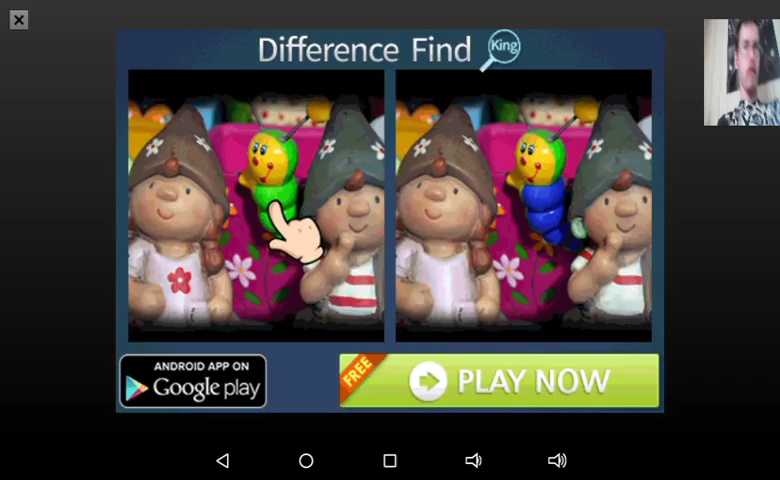 Difference Find King
ANDROID APP ON
Google play
FREE
PLAY NOW